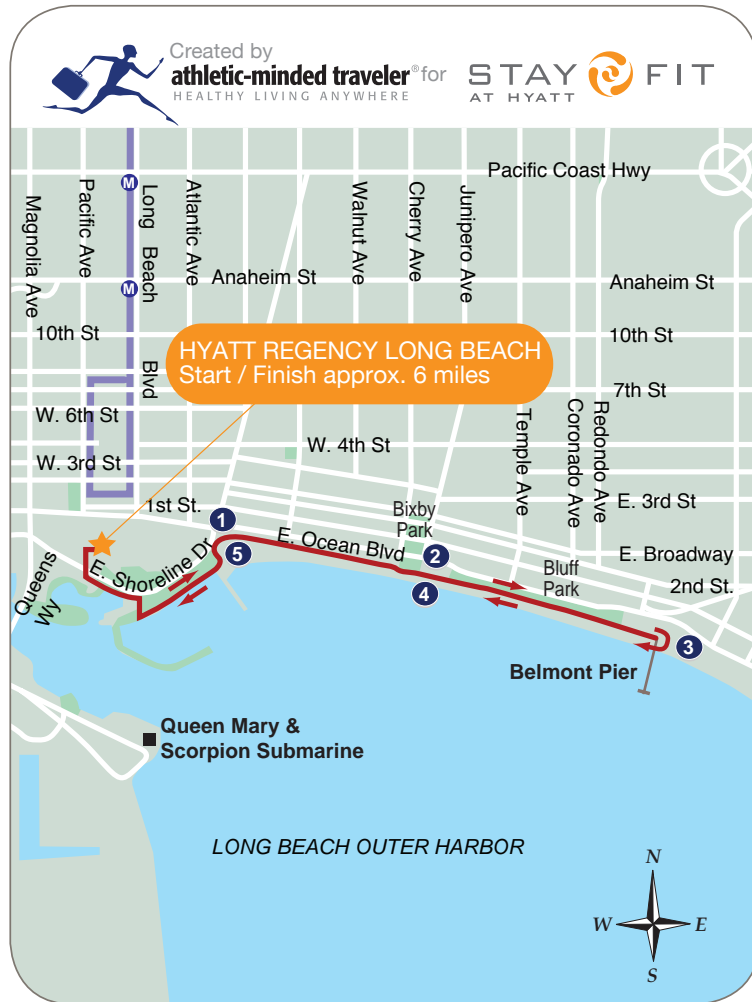 Created by
athletic-minded traveler® for
HEALTHY LIVING ANYWHERE
STAY FIT
AT HYATT
Pacific Coast Hwy
Magnolia Ave
Pacific Ave
M
Long Beach Blvd
Atlantic Ave
Walnut Ave
Cherry Ave
Junipero Ave
Anaheim St
Anaheim St
M
10th St
10th St
HYATT REGENCY LONG BEACH
Start / Finish approx. 6 miles
7th St
W. 6th St
Temple Ave
Coronado Ave
Redondo Ave
W. 4th St
W. 3rd St
1st St.
E. 3rd St
Bixby
Park
1
E. Ocean Blvd
2
E. Broadway
5
E. Shoreline Dr
4
Bluff
Park
2nd St.
Queens
Wy
3
Belmont Pier
Queen Mary &
Scorpion Submarine
LONG BEACH OUTER HARBOR
N
W
E
S